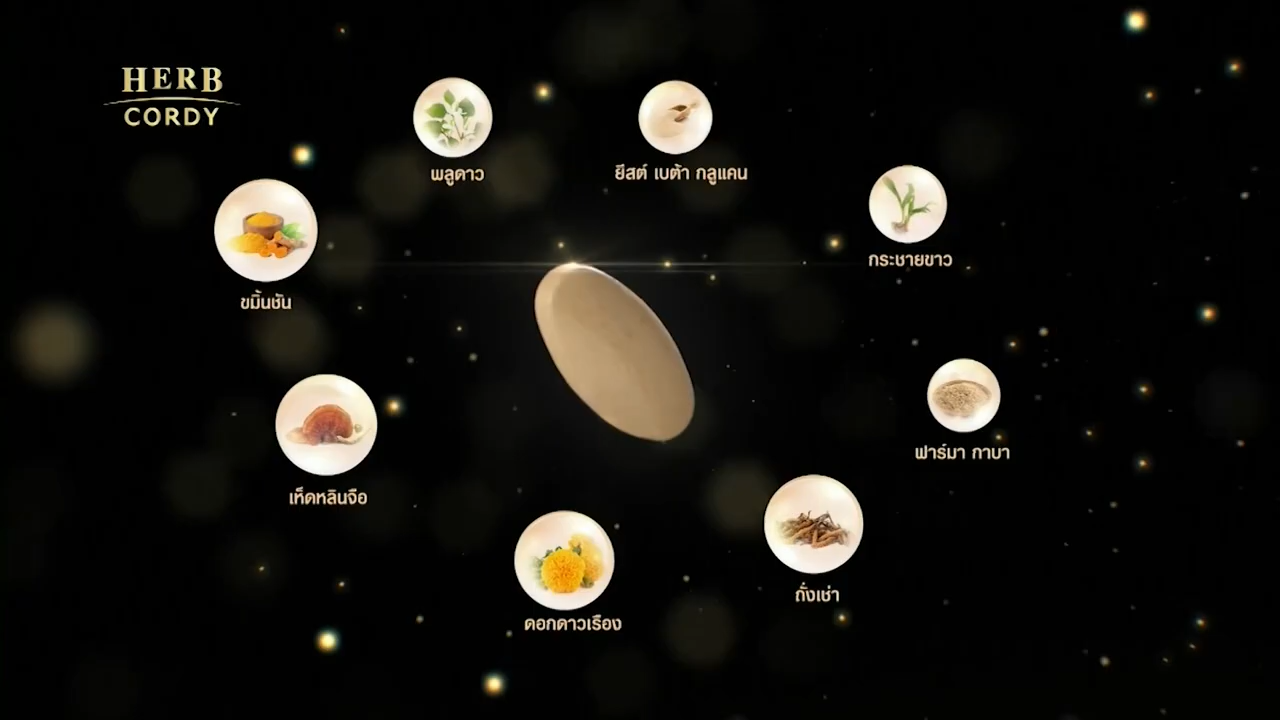 HERB
CORDY
พลูดาว
ยีสต์ เบต้า กลูแคน
กระชายขาว
ขมิ้นชัน
ฟาร์มา กาบา
เห็ดหลินจือ
ถั่งเช่า
ดอกดาวเรือง